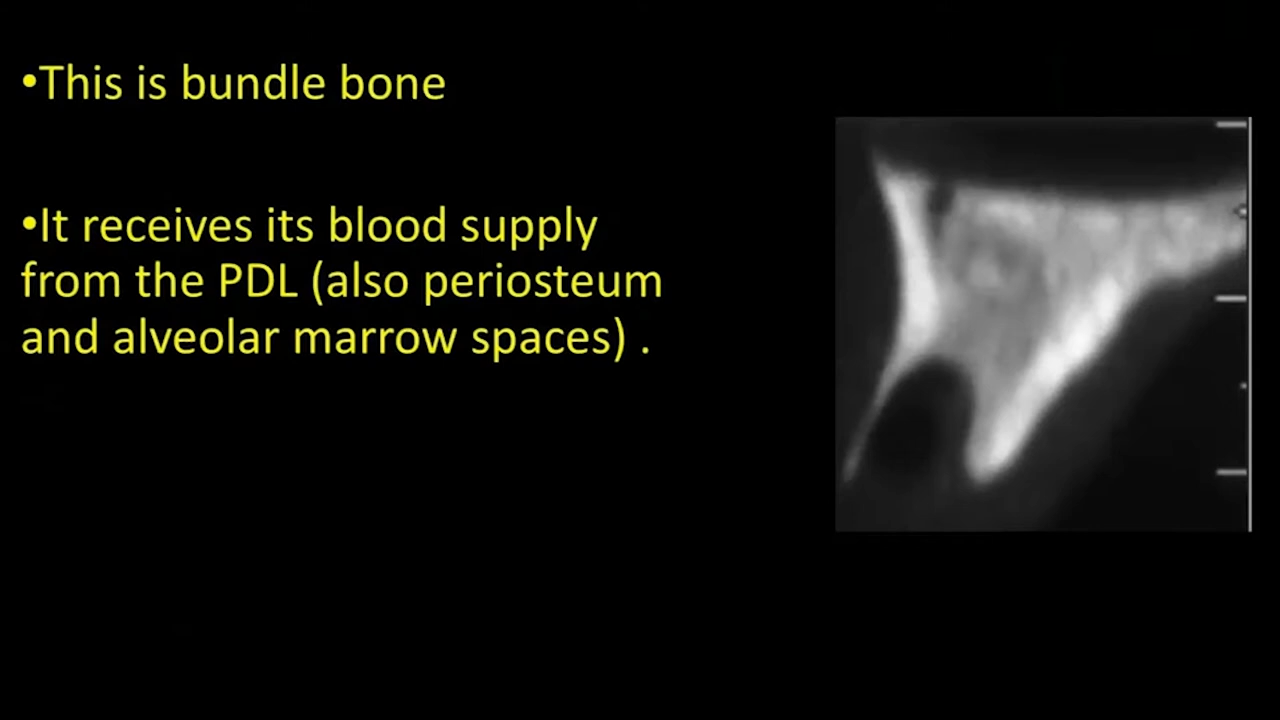 •This is bundle bone
•It receives its blood supply
from the PDL (also periosteum
and alveolar marrow spaces) .